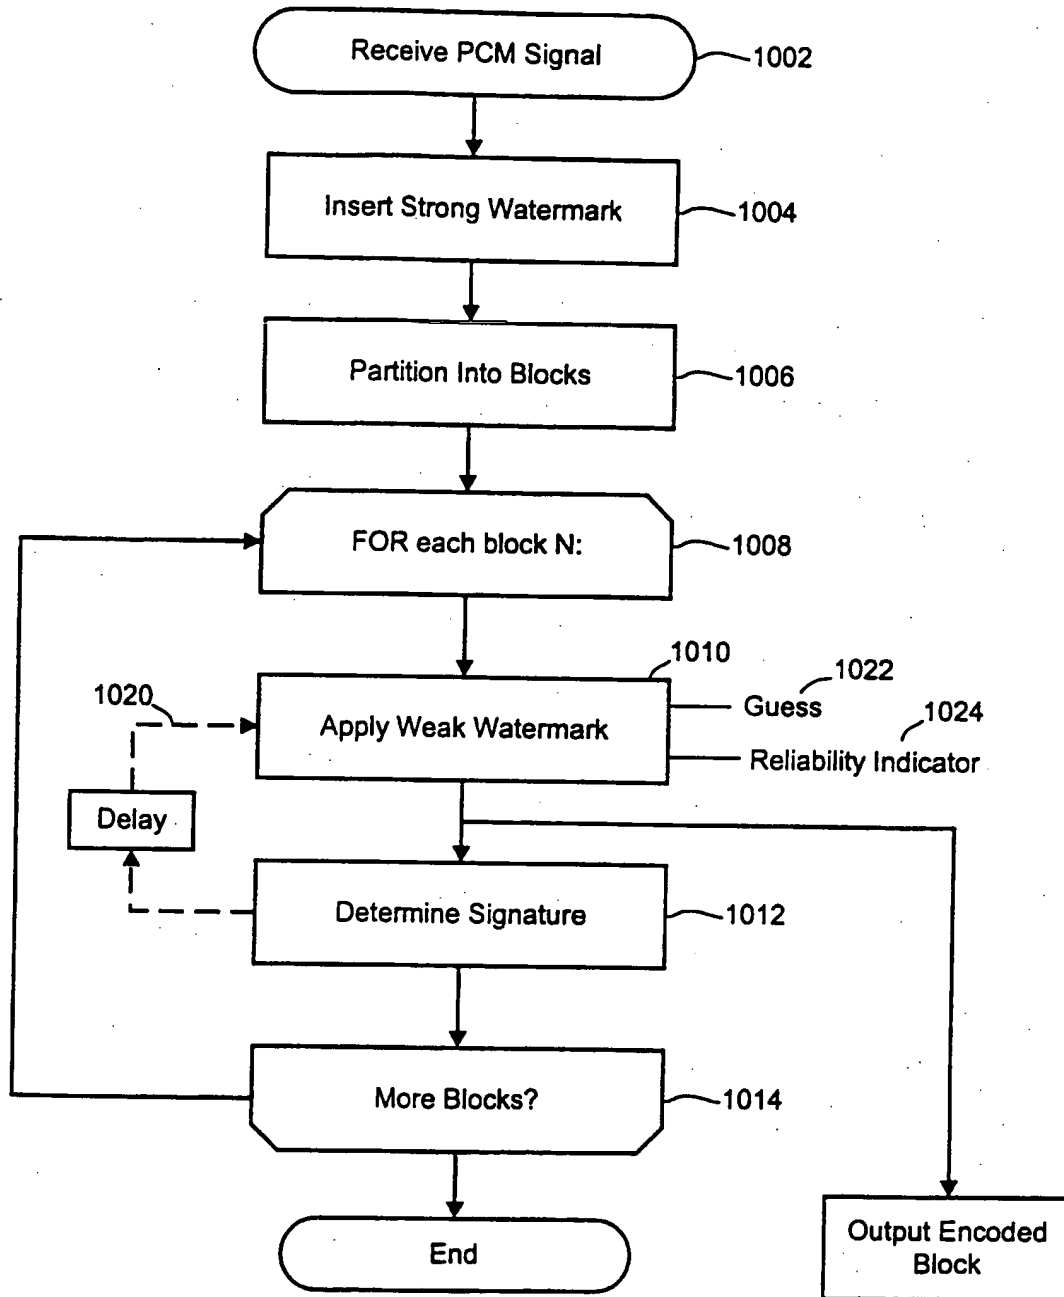 Receive PCM Signal
1002
Insert Strong Watermark
1004
Partition Into Blocks
1006
FOR each block N:
1008
1010
1022
1020
Guess
1024
Apply Weak Watermark
Reliability Indicator
Delay
Determine Signature
1012
More Blocks?
1014
End
Output Encoded
Block